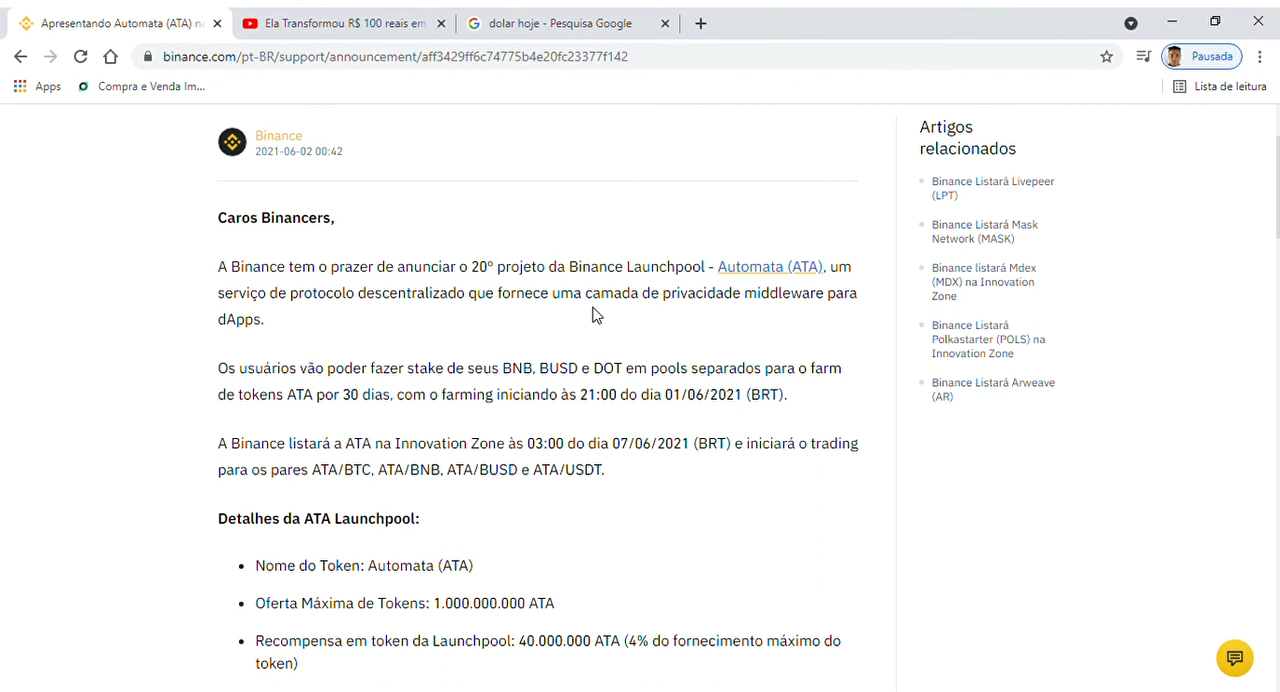 Apresentando Automata (ATA) na
Ela Transformou R$ 100 reais em
dolar hoje - Pesquisa Google
binance.com/pt-BR/support/announcement/aff3429ff6c74775b4e20fc23377f142
Pausada
Apps
Compra e Venda Im...
Lista de leitura
Binance
2021-06-02 00:42
Caros Binancers,
A Binance tem o prazer de anunciar o 20º projeto da Binance Launchpool - Automata (ATA), um
serviço de protocolo descentralizado que fornece uma camada de privacidade middleware para
dApps.
Os usuários vão poder fazer stake de seus BNB, BUSD e DOT em pools separados para o farm
de tokens ATA por 30 dias, com o farming iniciando às 21:00 do dia 01/06/2021 (BRT).
A Binance listará a ATA na Innovation Zone às 03:00 do dia 07/06/2021 (BRT) e iniciará o trading
para os pares ATA/BTC, ATA/BNB, ATA/BUSD e ATA/USDT.
Detalhes da ATA Launchpool:
• Nome do Token: Automata (ATA)
• Oferta Máxima de Tokens: 1.000.000.000 ATA
• Recompensa em token da Launchpool: 40.000.000 ATA (4% do fornecimento máximo do
token)
Artigos
relacionados
Binance Listará Livepeer
(LPT)
Binance Listará Mask
Network (MASK)
Binance listará Mdex
(MDX) na Innovation
Zone
Binance Listará
Polkastarter (POLS) na
Innovation Zone
Binance Listará Arweave
(AR)